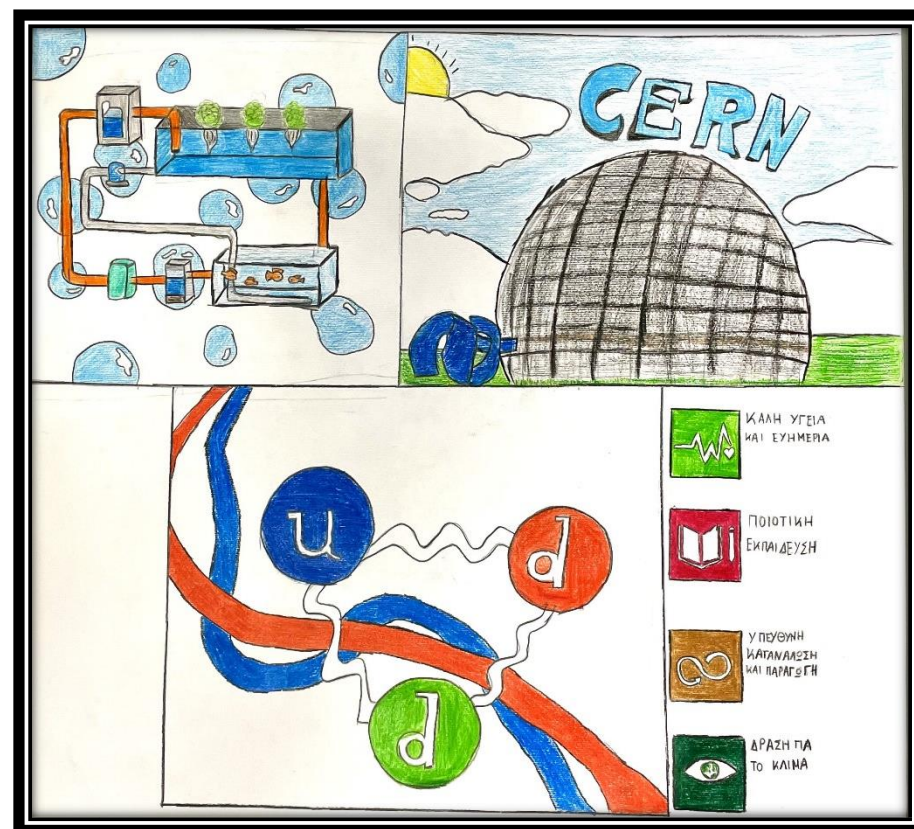 CERN
u
d
d
ΚΑΛΗ ΥΓΕΙΑ
ΚΑΙ ΕΥΗΜΕΡΙΑ
ΠΟΙΟΤΙΚΗ
ΕΚΠΑΙΔΕΥΣΗ
ΥΠΕΥΘΥΝΗ
ΚΑΤΑΝΑΛΩΣΗ
ΚΑΙ ΠΑΡΑΓΩΓΗ
ΔΡΑΣΗ ΓΙΑ
ΤΟ ΚΛΙΜΑ